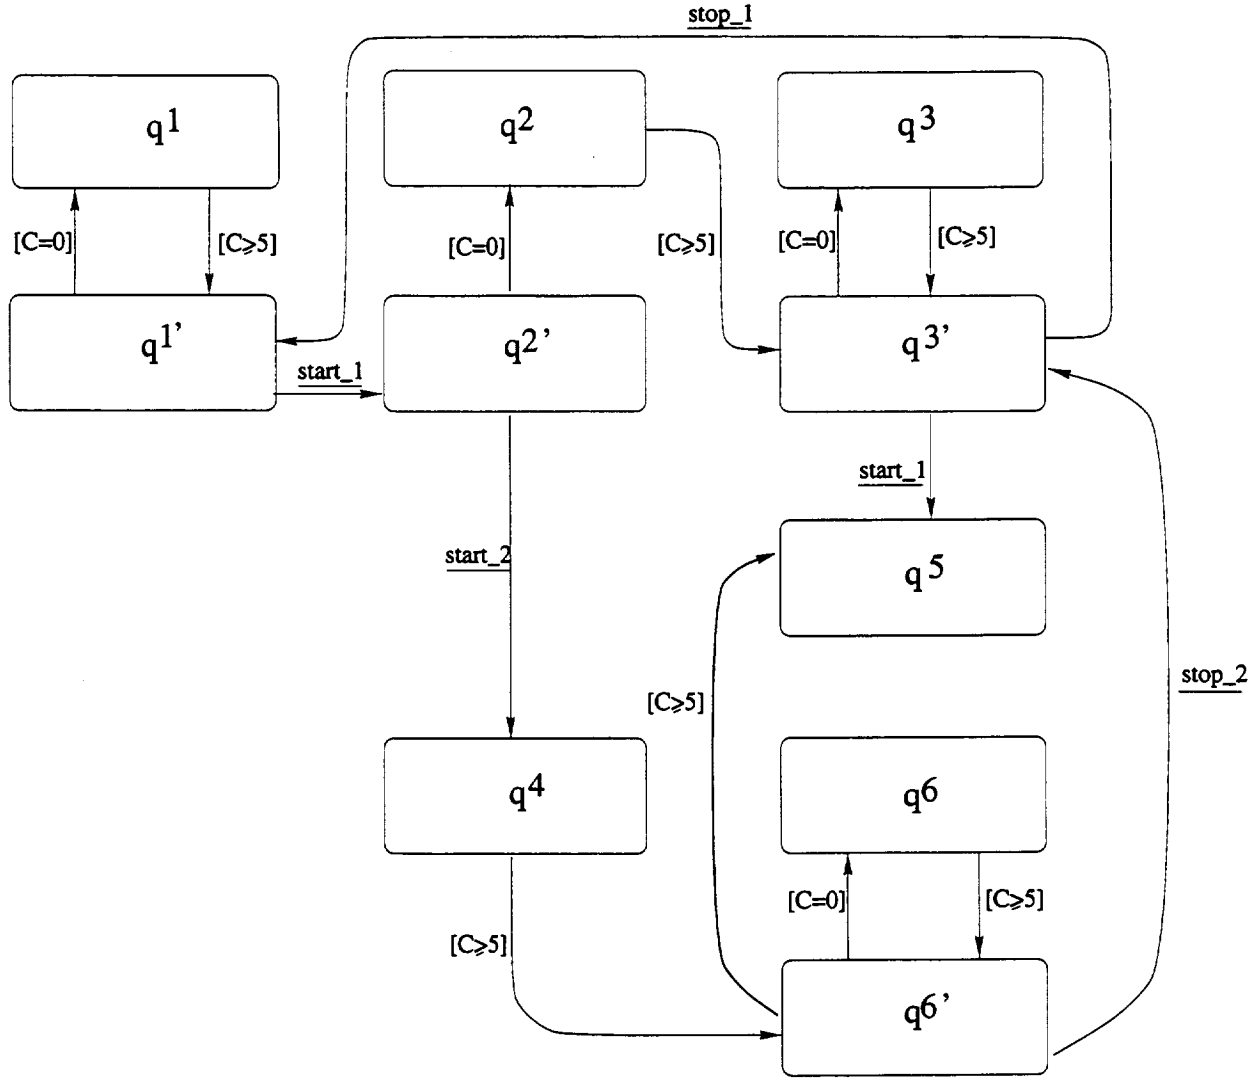 stop_1
q1
q2
q3
[C=0]
[C⩾5]
[C=0]
[C⩾5]
[C=0]
[C⩾5]
q1'
q2'
q3'
start_1
start_1
start_2
q5
stop_2
[C⩾5]
q4
q6
[C=0]
[C⩾5]
[C⩾5]
q6'